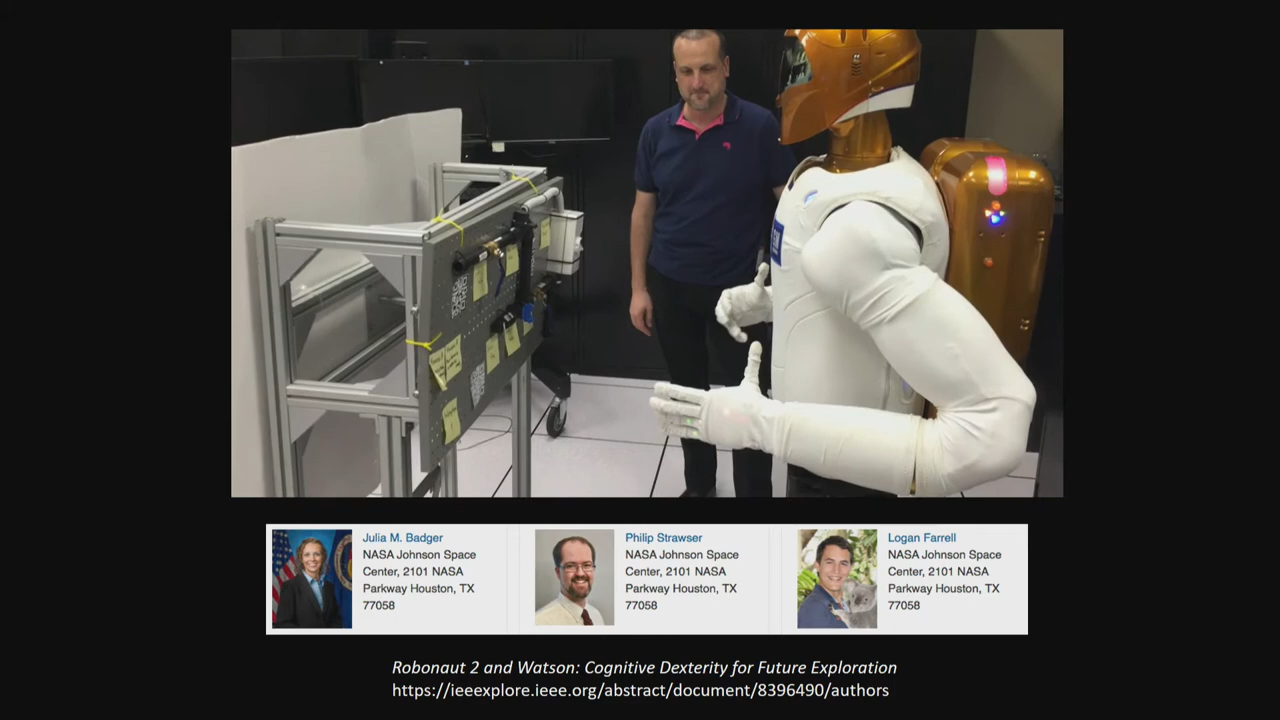 GM
Julia M. Badger
NASA Johnson Space
Center, 2101 NASA
Parkway Houston, TX
77058
Philip Strawser
NASA Johnson Space
Center, 2101 NASA
Parkway Houston, TX
77058
Logan Farrell
NASA Johnson Space
Center, 2101 NASA
Parkway Houston, TX
77058
Robonaut 2 and Watson: Cognitive Dexterity for Future Exploration
https://ieeexplore.ieee.org/abstract/document/8396490/authors